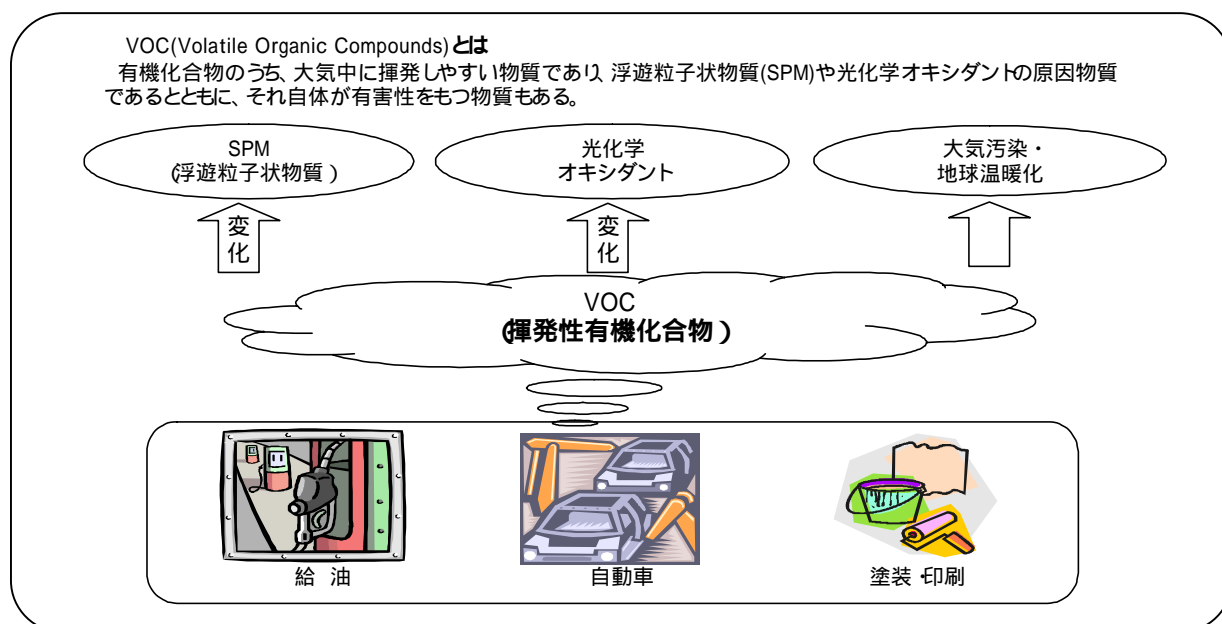 VOC(Volatile Organic Compounds)とは
有機化合物のうち、大気中に揮発しやすい物質であり、浮遊粒子状物質(SPM)や光化学オキシダントの原因物質
であるとともに、それ自体が有害性をもつ物質もある。
SPM
(浮遊粒子状物質)
光化学
オキシダント
大気汚染・
地球温暖化
変
化
変
化
VOC
(揮発性有機化合物)
給 油
自動車
塗装・印刷